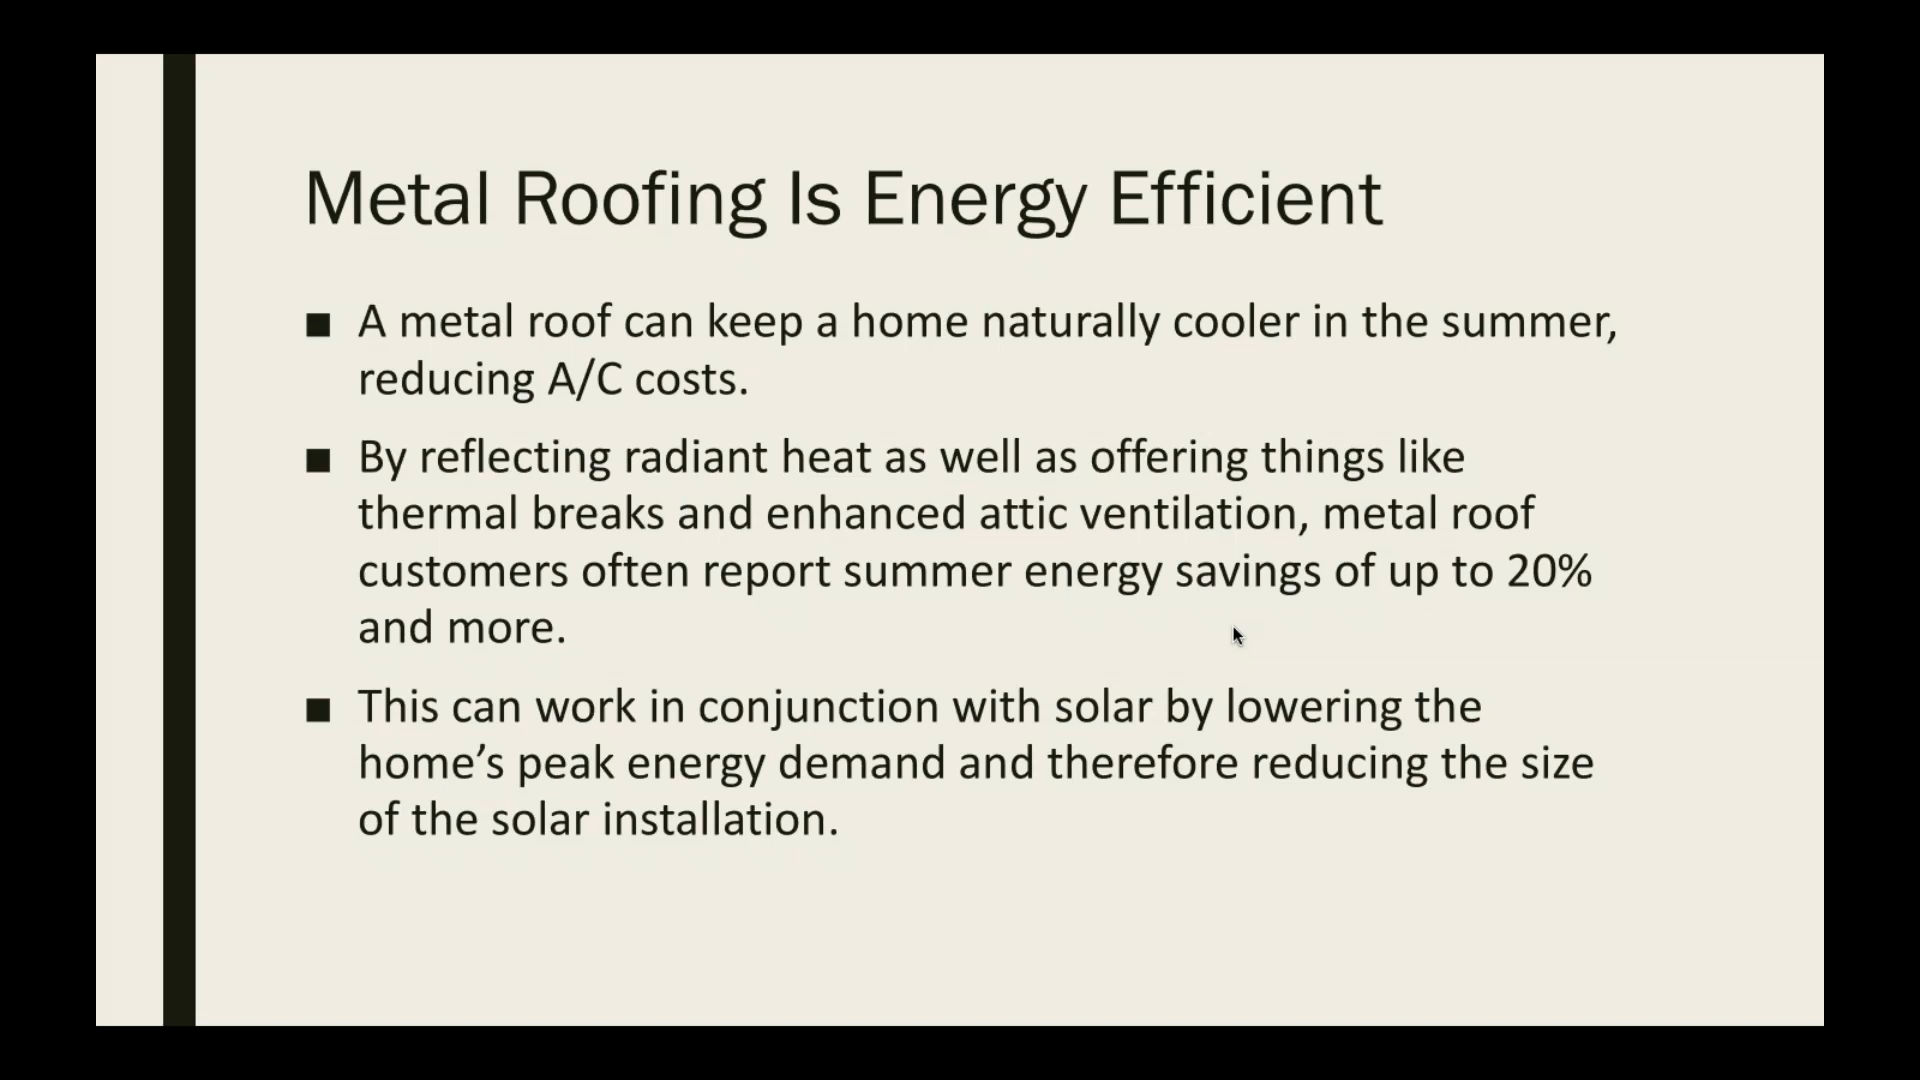 Metal Roofing Is Energy Efficient
■ A metal roof can keep a home naturally cooler in the summer,
reducing A/C costs.
■ By reflecting radiant heat as well as offering things like
thermal breaks and enhanced attic ventilation, metal roof
customers often report summer energy savings of up to 20%
and more.
■ This can work in conjunction with solar by lowering the
home’s peak energy demand and therefore reducing the size
of the solar installation.